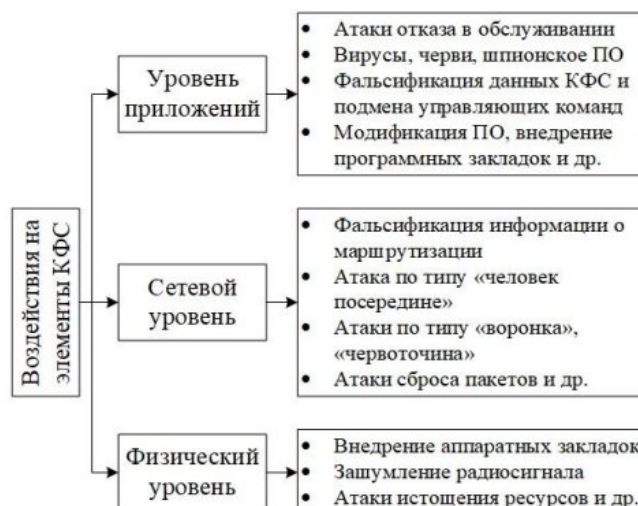 Воздействия на
элементы КФС
Уровень
приложений
• Атаки отказа в обслуживании
• Вирусы, черви, шпионское ПО
• Фальсификация данных КФС и
подмена управляющих команд
• Модификация ПО, внедрение
программных закладок и др.
Сетевой
уровень
• Фальсификация информации о
маршрутизации
• Атака по типу «человек
посередине»
• Атаки по типу «воронка»,
«червоточина»
• Атаки сброса пакетов и др.
Физический
уровень
• Внедрение аппаратных закладок
• Зашумление радиосигнала
• Атаки истощения ресурсов и др.